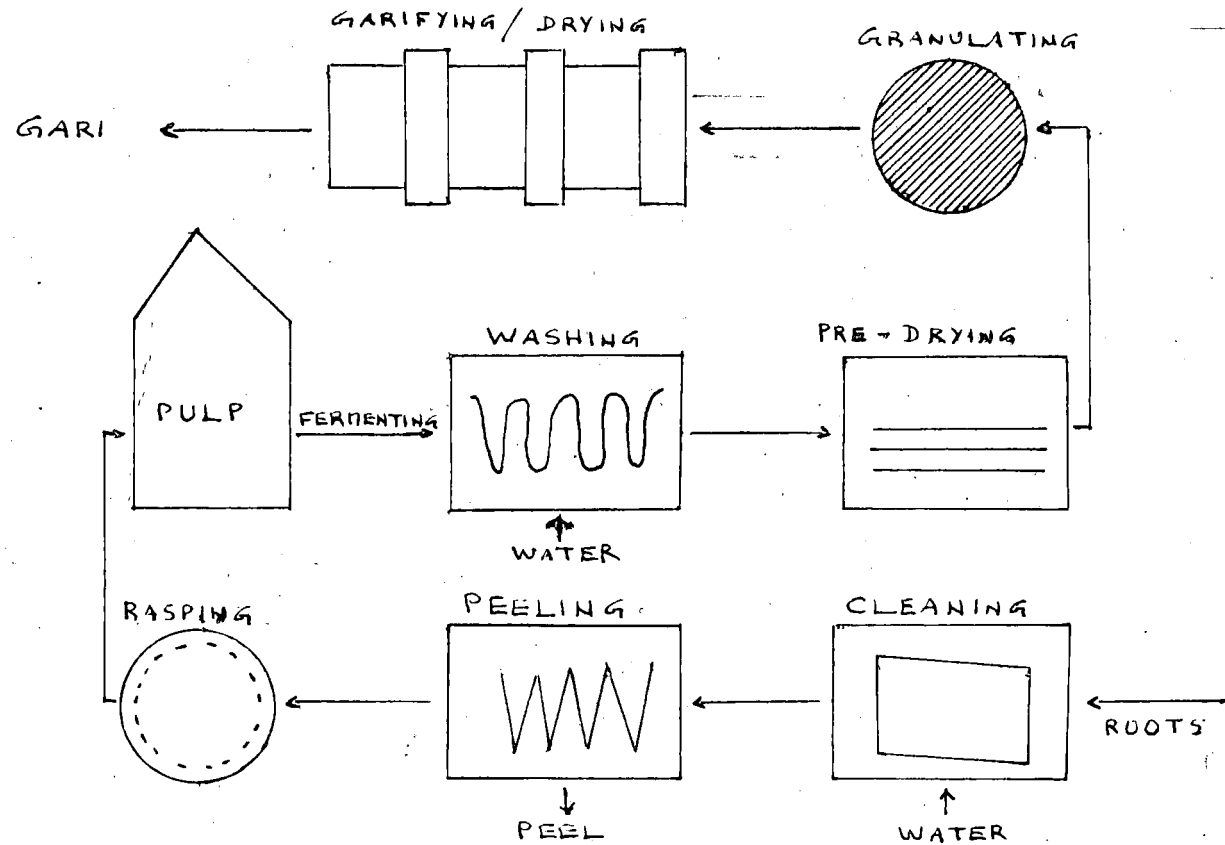 GARIFYING / DRYING
GRANULATING
GARI
WASHING
PRE - DRYING
PULP
FERMENTING
WATER
RASPING
PEELING
CLEANING
ROOTS
PEEL
WATER